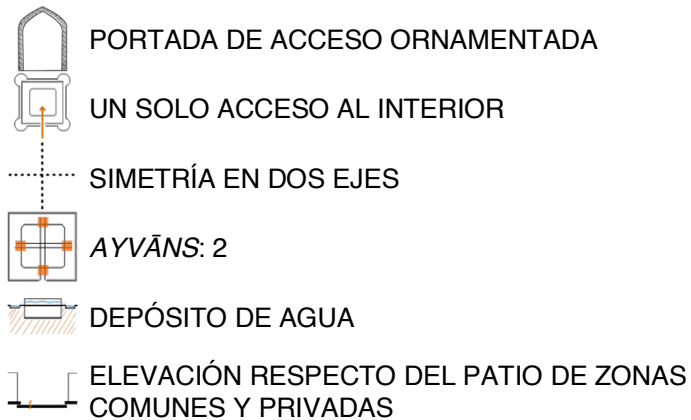 PORTADA DE ACCESO ORNAMENTADA
UN SOLO ACCESO AL INTERIOR
SIMETRÍA EN DOS EJES
AYVĀNS: 2
DEPÓSITO DE AGUA
ELEVACIÓN RESPECTO DEL PATIO DE ZONAS
COMUNES Y PRIVADAS